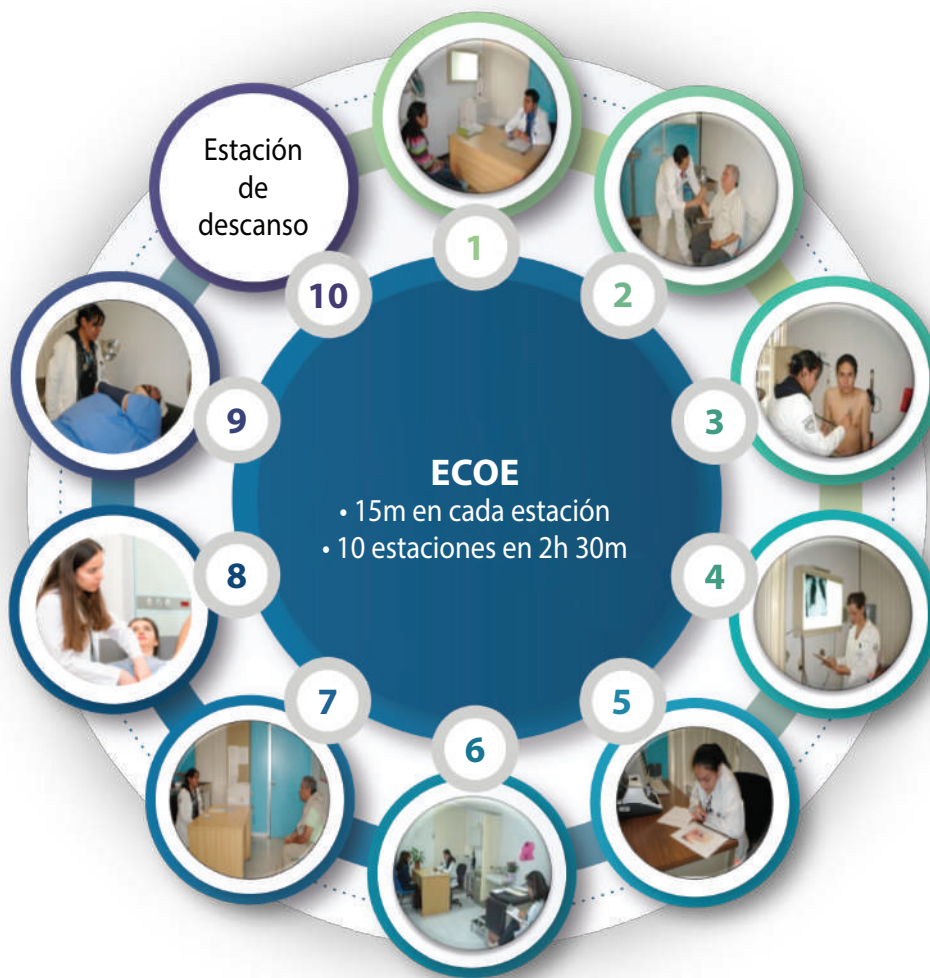 Estación
de
descanso
1
2
3
4
5
6
7
8
9
10
ECOE
• 15m en cada estación
• 10 estaciones en 2h 30m